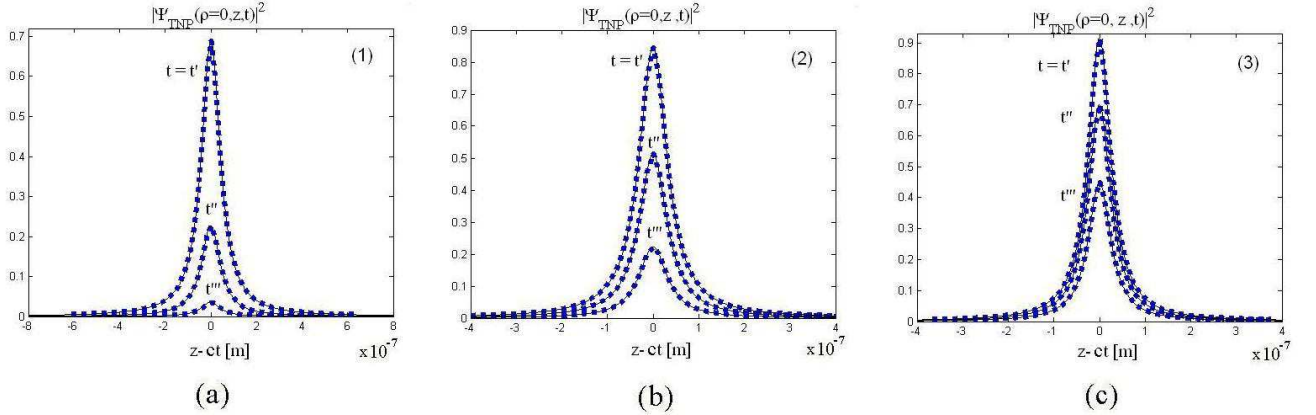 |Ψ_TNP(ρ=0,z,t)|²
(1)
t = t'
t''
t'''
0.7
0.6
0.5
0.4
0.3
0.2
0.1
0
-8 -6 -4 -2 0 2 4 6 8
z- ct [m]
x10⁻⁷
(a)
|Ψ_TNP(ρ=0,z,t)|²
(2)
t = t'
t''
t'''
0.9
0.8
0.7
0.6
0.5
0.4
0.3
0.2
0.1
0
-4 -3 -2 -1 0 1 2 3 4
z- ct [m]
x10⁻⁷
(b)
|Ψ_TNP(ρ=0, z ,t)|²
(3)
t = t'
t''
t'''
0.9
0.8
0.7
0.6
0.5
0.4
0.3
0.2
0.1
0
-4 -3 -2 -1 0 1 2 3 4
z- ct [m]
x10⁻⁷
(c)